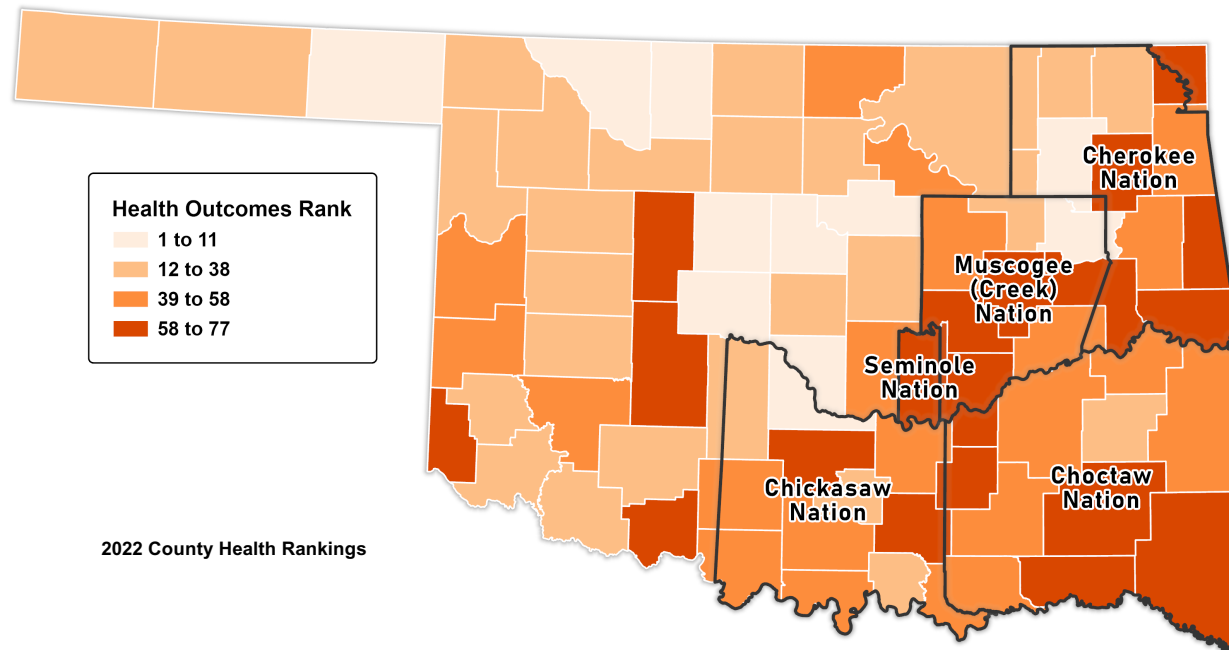 Health Outcomes Rank
1 to 11
12 to 38
39 to 58
58 to 77
2022 County Health Rankings
Cherokee
Nation
Muscogee
(Creek)
Nation
Seminole
Nation
Chickasaw
Nation
Choctaw
Nation